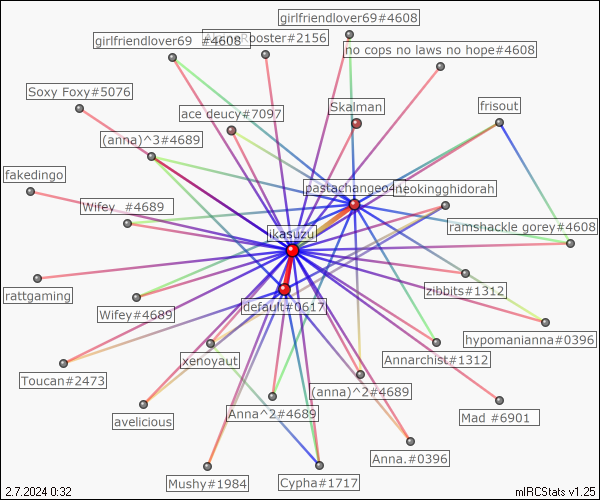 girlfriendlover69#4608
girlfriendlover69 #4608
Rooster#2156
no cops no laws no hope#4608
Soxy Foxy#5076
ace deucy#7097
Skalman
frisout
(anna)^3#4689
fakedingo
pastachangeo
neokingghidorah
Wifey #4689
ramshackle gorey#4608
ikasuzu
rattgaming
zibbits#1312
default#0617
Wifey#4689
hypomanianna#0396
xenoyaut
Annarchist#1312
Toucan#2473
(anna)^2#4689
avelicious
Anna^2#4689
Mad #6901
Anna.#0396
Mushy#1984
Cypha#1717
2.7.2024 0:32
mIRCStats v1.25